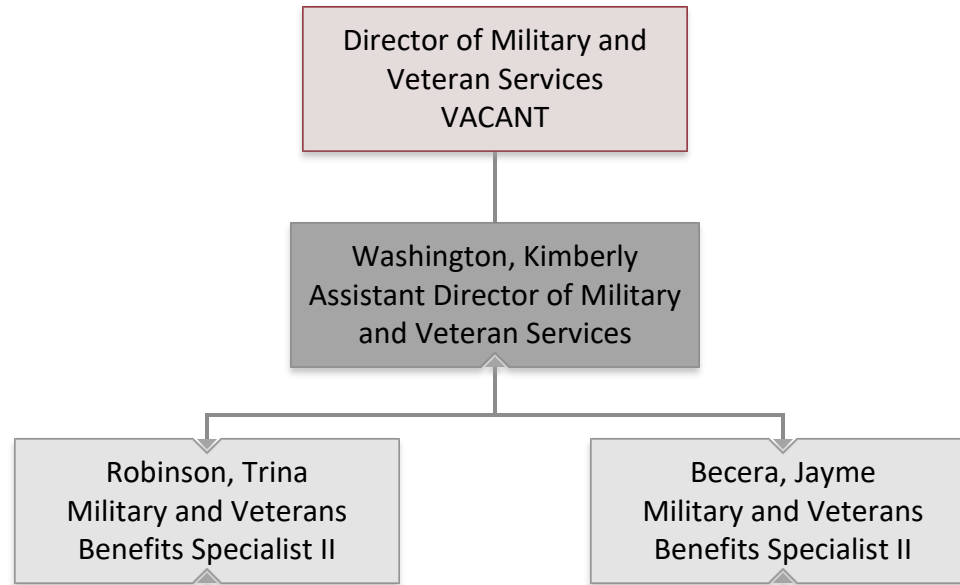 Director of Military and
Veteran Services
VACANT
Washington, Kimberly
Assistant Director of Military
and Veteran Services
Robinson, Trina
Military and Veterans
Benefits Specialist II
Becera, Jayme
Military and Veterans
Benefits Specialist II